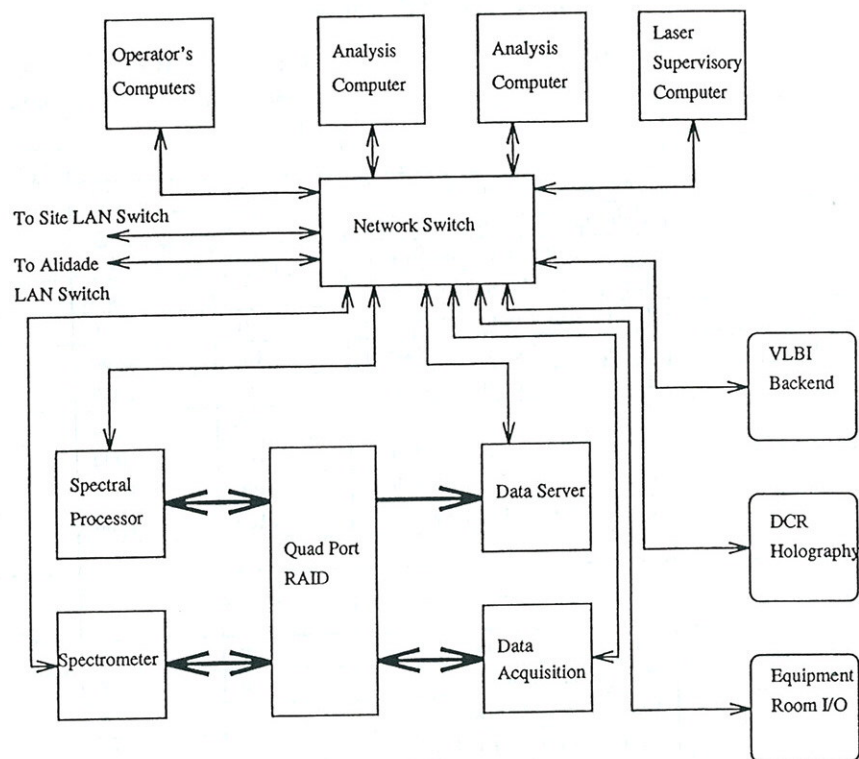 Operator's
Computers
Analysis
Computer
Analysis
Computer
Laser
Supervisory
Computer
To Site LAN Switch
Network Switch
To Alidade
LAN Switch
VLBI
Backend
Spectral
Processor
Quad Port
RAID
Data Server
DCR
Holography
Spectrometer
Data
Acquisition
Equipment
Room I/O